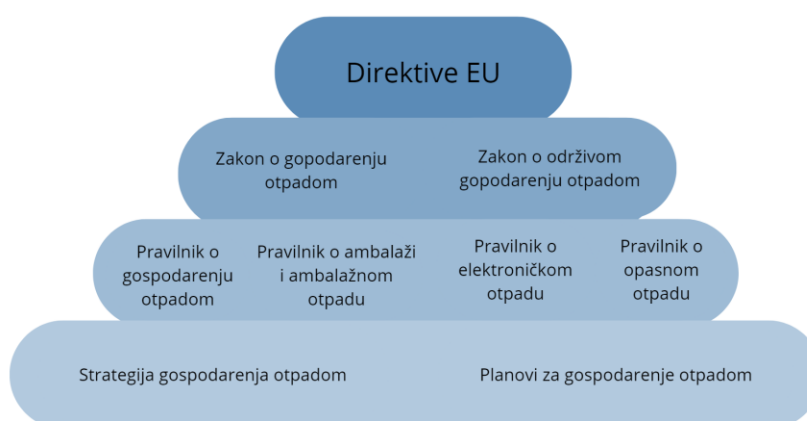 Direktive EU
Zakon o gopodarenju
otpadom
Zakon o održivom
gopodarenju otpadom
Pravilnik o
gospodarenju
otpadom
Pravilnik o ambalaži
i ambalažnom
otpadu
Pravilnik o
elektroničkom
otpadu
Pravilnik o
opasnom
otpadu
Strategija gospodarenja otpadom
Planovi za gospodarenje otpadom